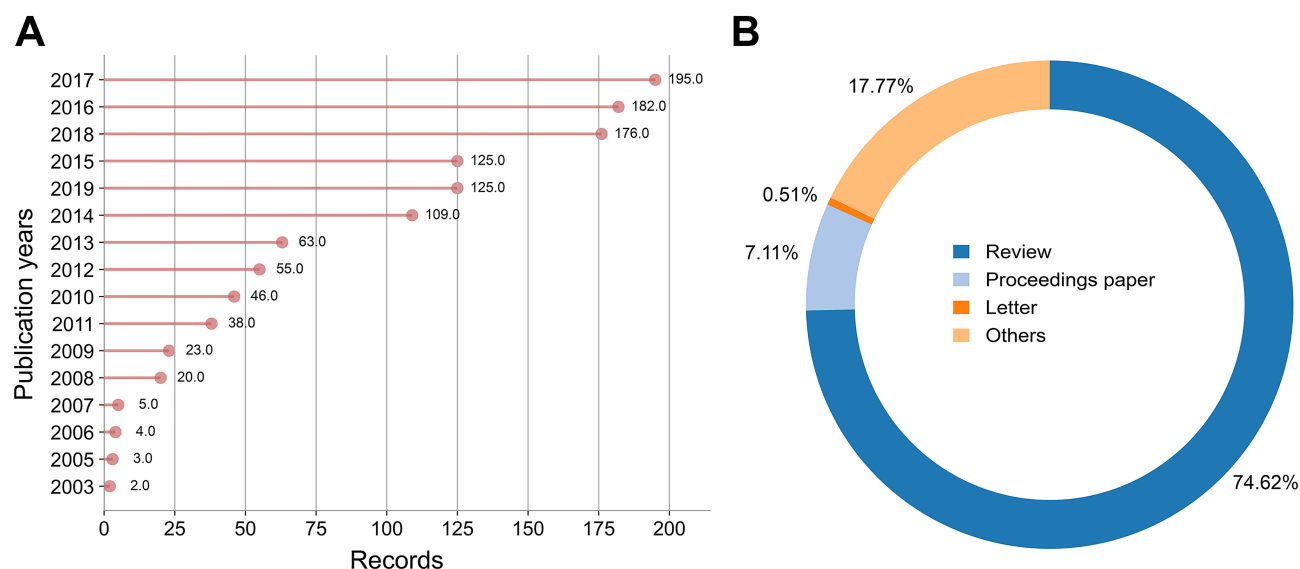 A
Publication years
2017 195.0
2016 182.0
2018 176.0
2015 125.0
2019 125.0
2014 109.0
2013 63.0
2012 55.0
2010 46.0
2011 38.0
2009 23.0
2008 20.0
2007 5.0
2006 4.0
2005 3.0
2003 2.0
0 25 50 75 100 125 150 175 200
Records
B
17.77%
0.51%
7.11%
74.62%
Review
Proceedings paper
Letter
Others